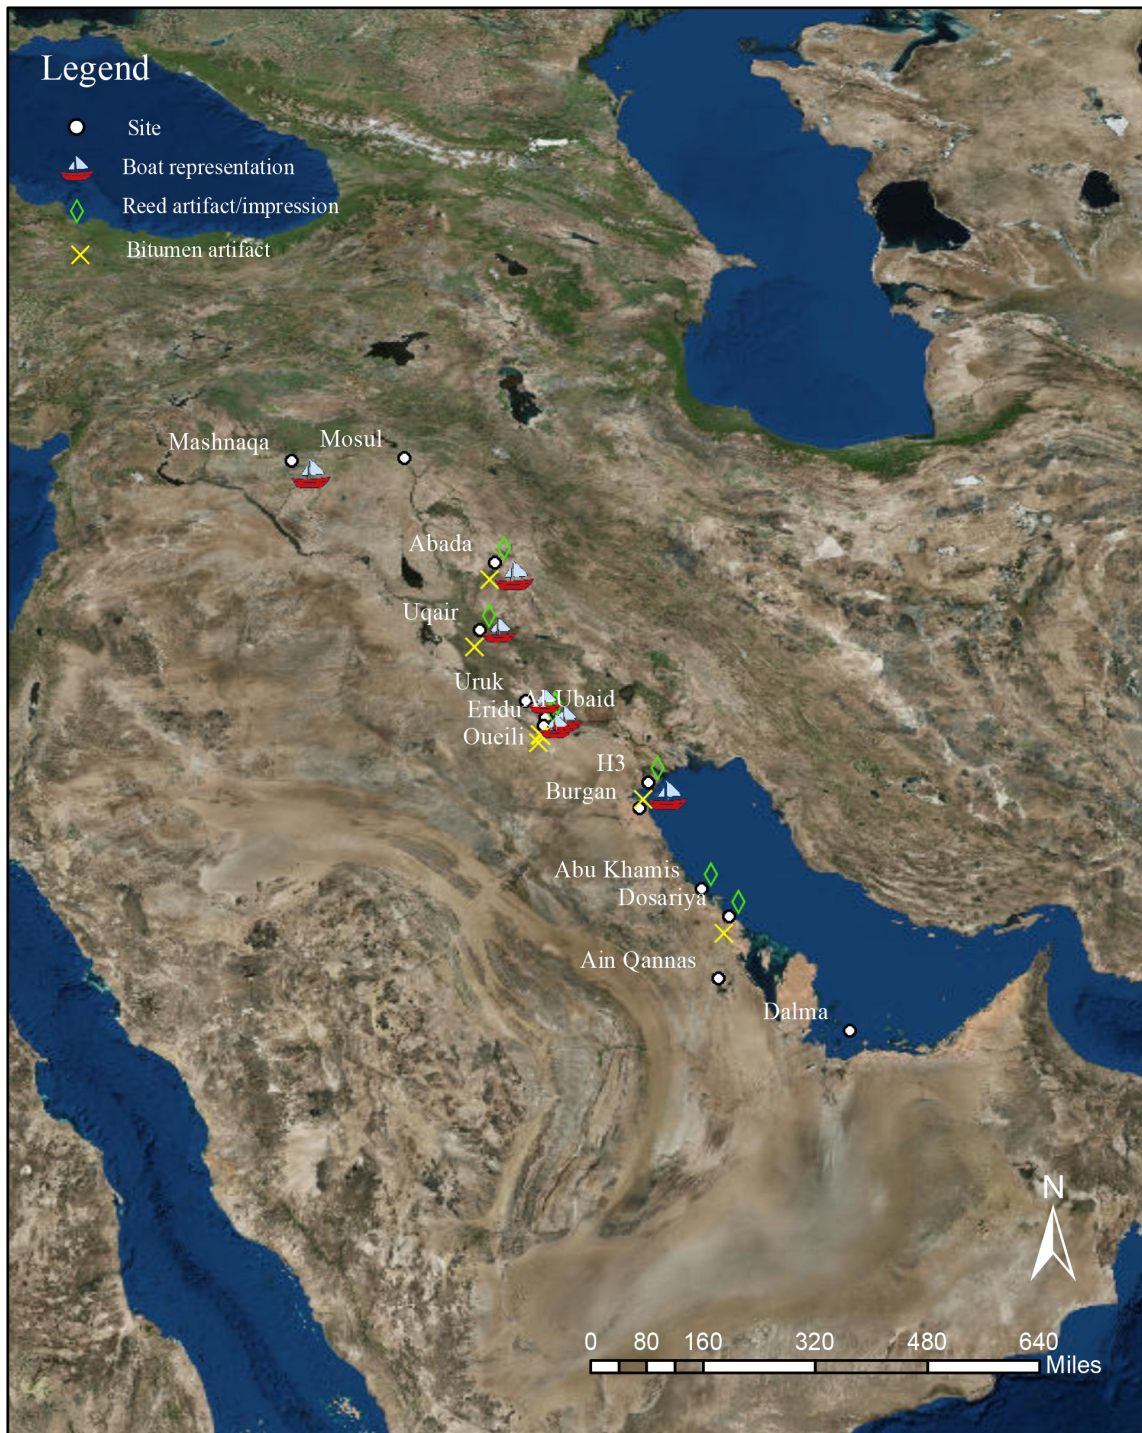 Legend
Site
Boat representation
Reed artifact/impression
Bitumen artifact
Mashnaqa
Mosul
Abada
Uqair
Uruk
Al Ubaid
Eridu
Oueili
H3
Burgan
Abu Khamis
Dosariya
Ain Qannas
Dalma
N
0 80 160 320 480 640
Miles